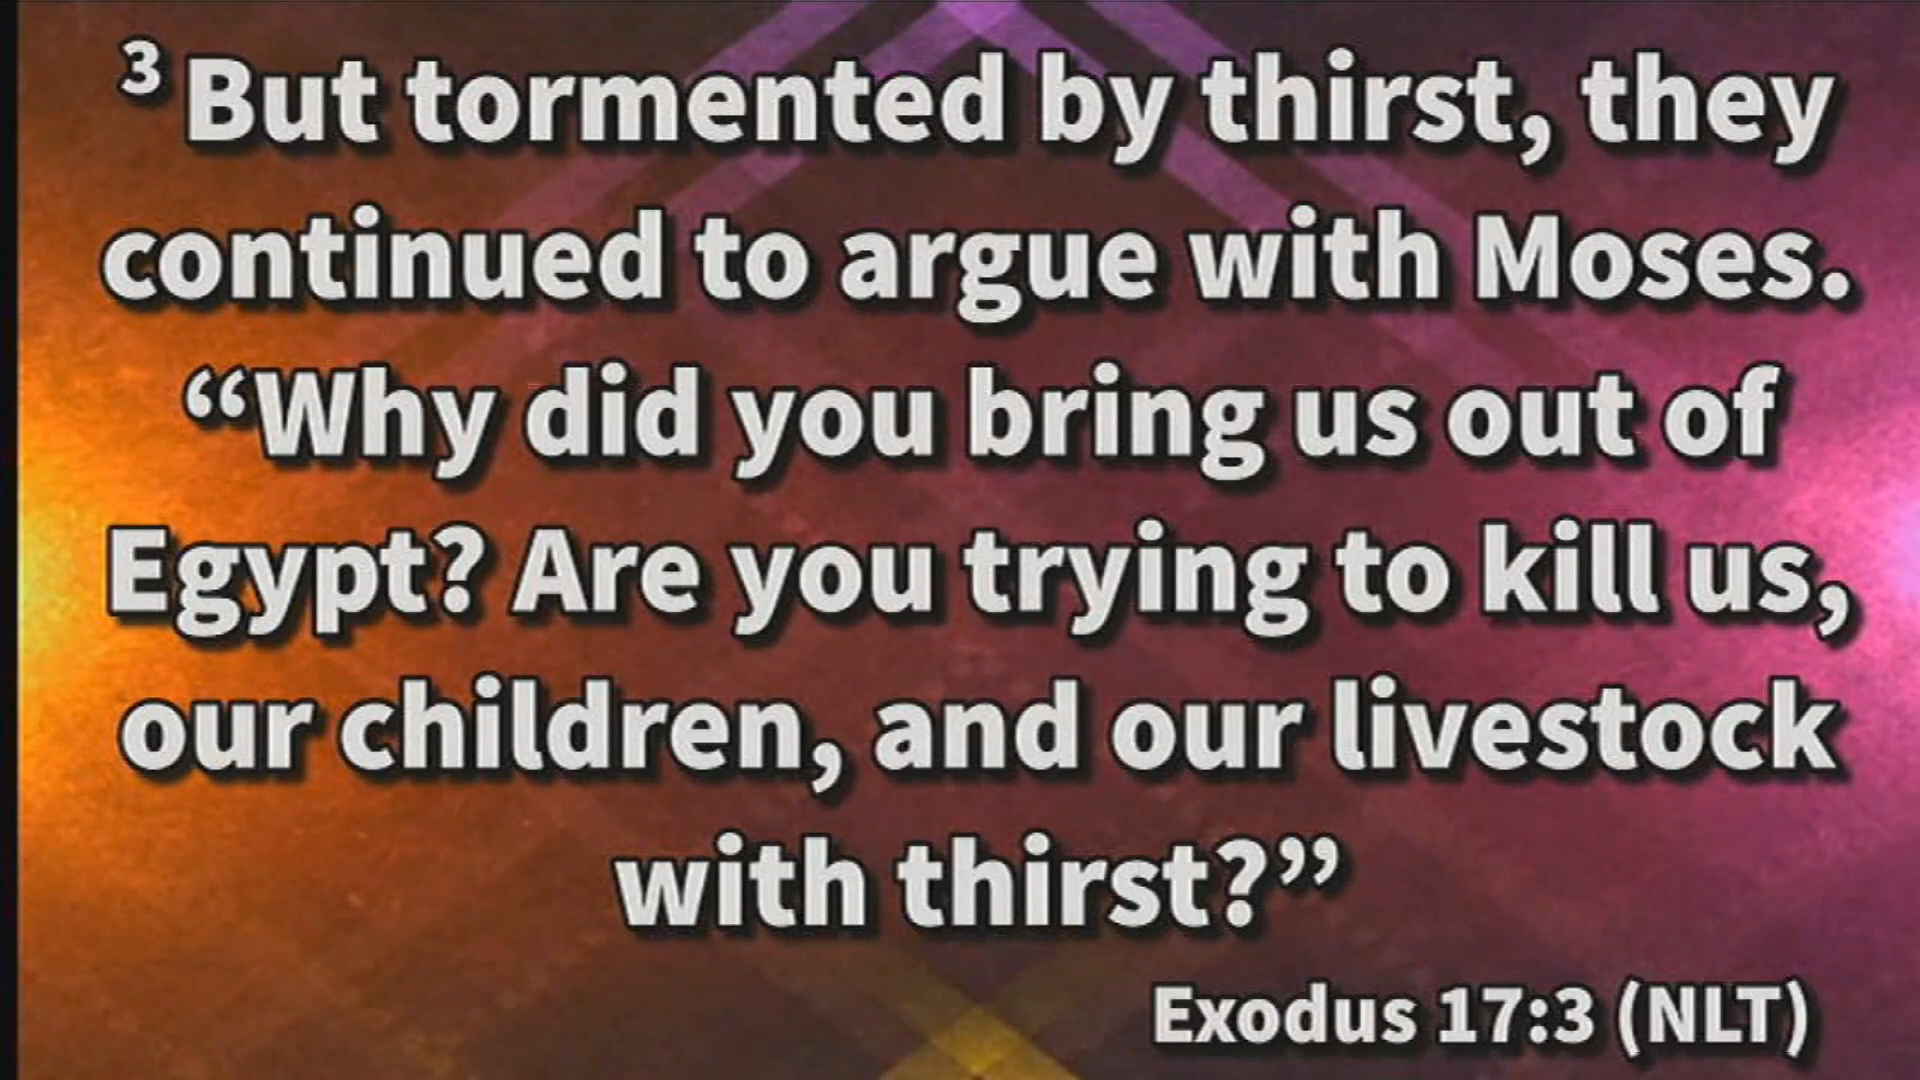 ³ But tormented by thirst, they
continued to argue with Moses.
“Why did you bring us out of
Egypt? Are you trying to kill us,
our children, and our livestock
with thirst?”
Exodus 17:3 (NLT)